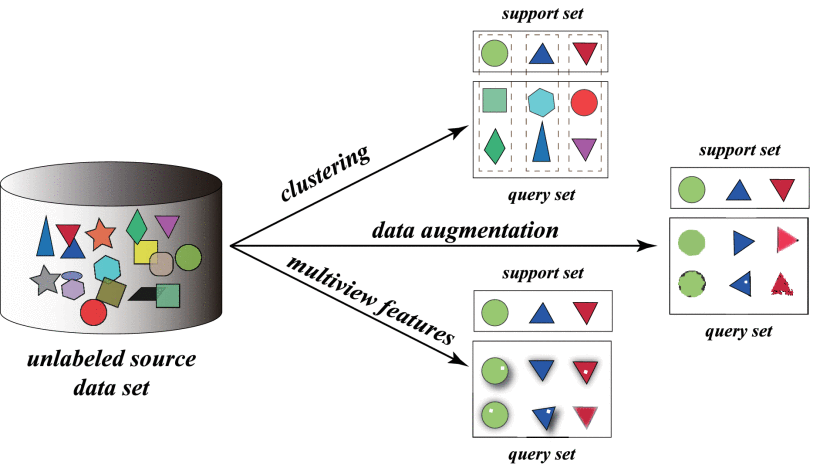 support set
clustering
query set
support set
data augmentation
support set
multiview features
query set
unlabeled source
data set
query set